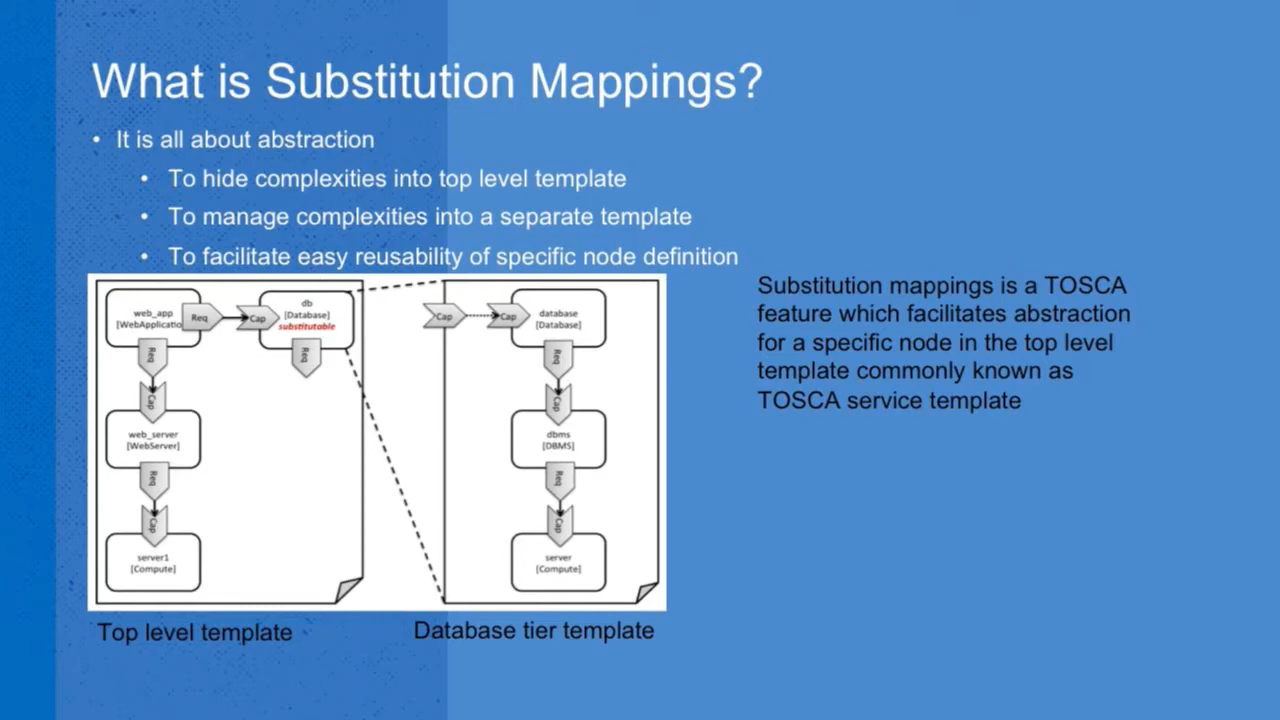 What is Substitution Mappings?
• It is all about abstraction
• To hide complexities into top level template
• To manage complexities into a separate template
• To facilitate easy reusability of specific node definition
web_app
[WebApplicatio
Req
Cap
db
[Database]
substitutable
Req
Req
Cap
web_server
[WebServer]
Req
Cap
server1
[Compute]
Cap
Cap
database
[Database]
Req
Cap
dbms
[DBMS]
Req
Cap
server
[Compute]
Top level template
Database tier template
Substitution mappings is a TOSCA
feature which facilitates abstraction
for a specific node in the top level
template commonly known as
TOSCA service template